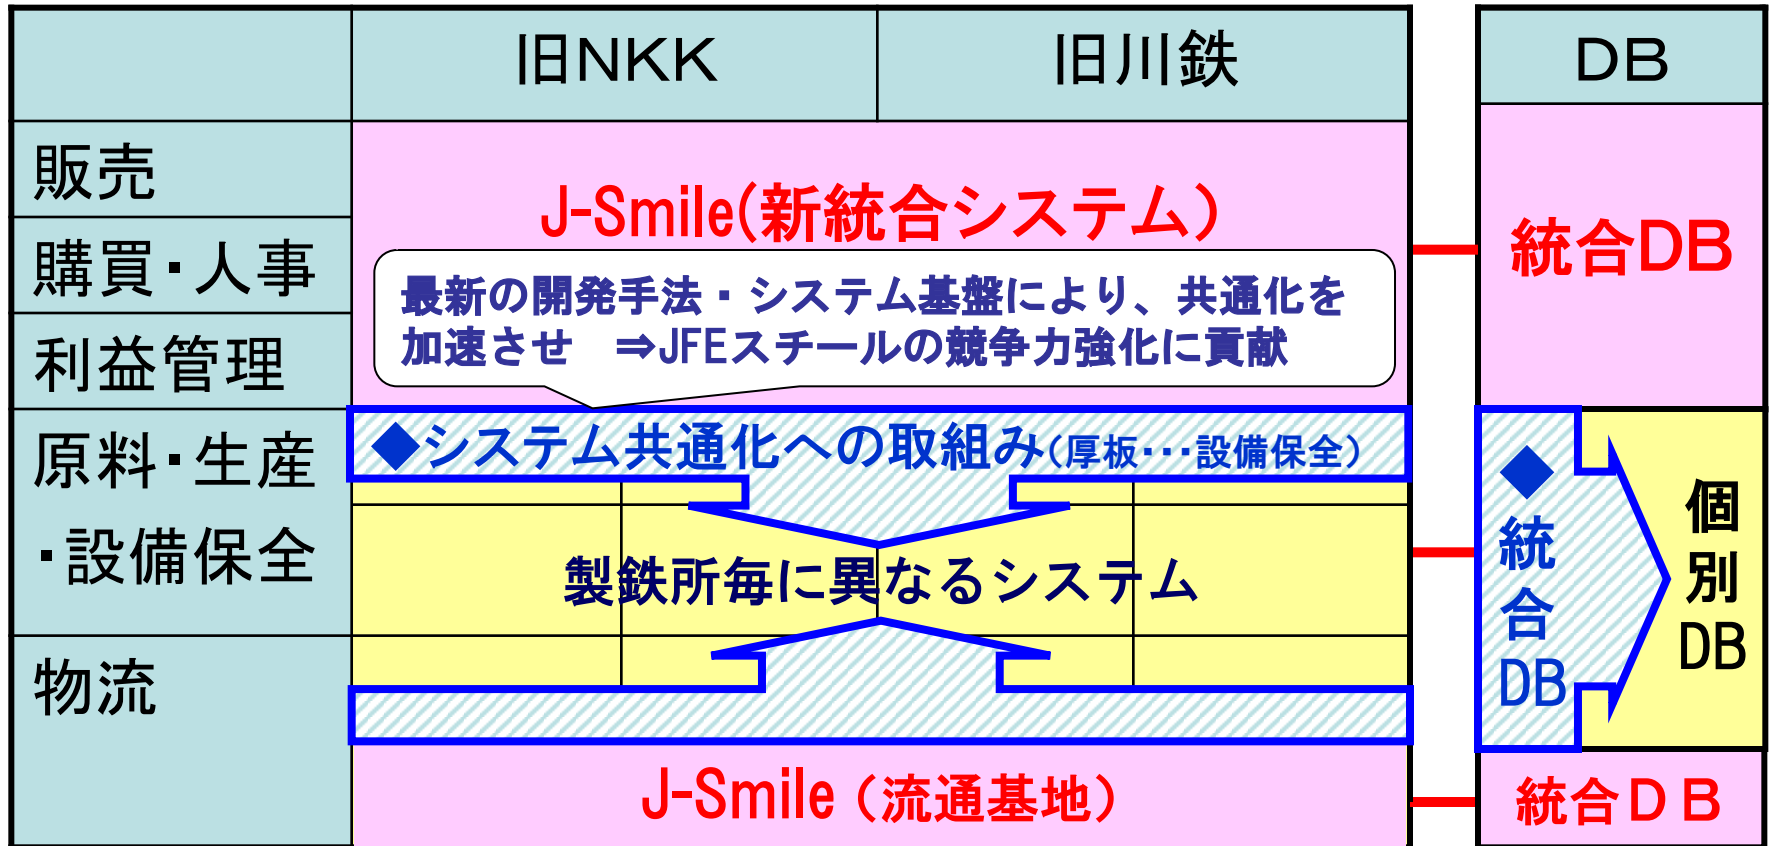 旧NKK
旧川鉄
DB
販売
購買・人事
利益管理
原料・生産
・設備保全
物流
J-Smile(新統合システム)
最新の開発手法・システム基盤により、共通化を
加速させ ⇒JFEスチールの競争力強化に貢献
◆システム共通化への取組み(厚板・・・設備保全)
製鉄所毎に異なるシステム
J-Smile(流通基地)
統合DB
◆
統
合
DB
個
別
DB
統合DB